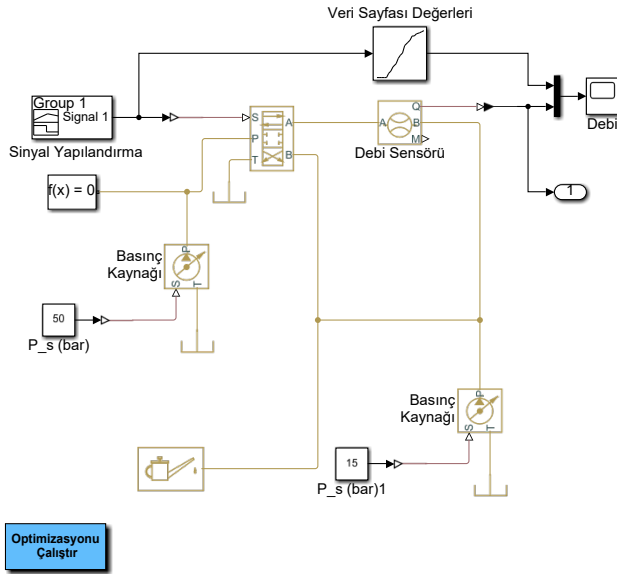 Veri Sayfası Değerleri
Group 1
Signal 1
Sinyal Yapılandırma
S
P
T
A
B
A
Q
B
M
Debi Sensörü
Debi
1
f(x) = 0
Basınç
Kaynağı
P
S
T
50
P_s (bar)
Basınç
Kaynağı
P
S
T
15
P_s (bar)1
Optimizasyonu
Çalıştır